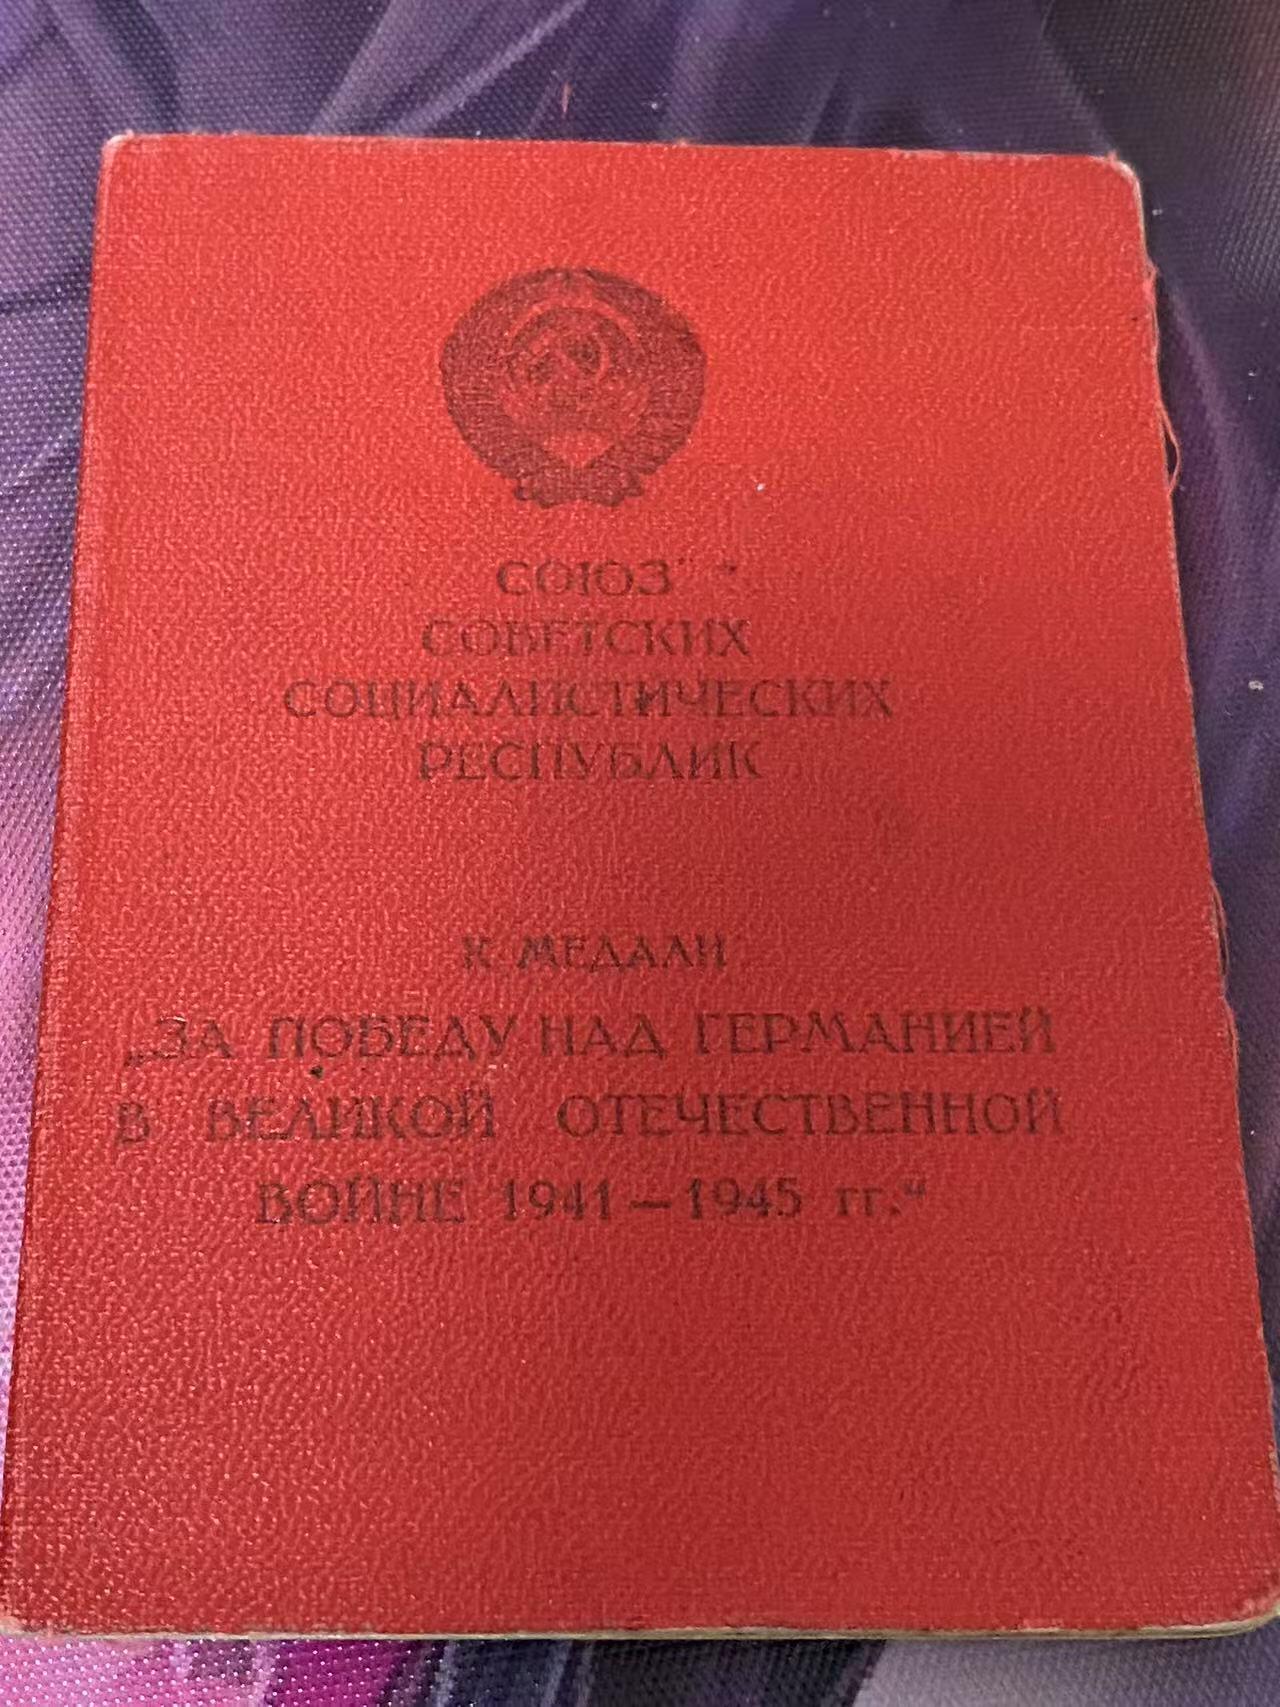 СОЮЗ
СОВЕТСКИХ
СОЦИАЛИСТИЧЕСКИХ
РЕСПУБЛИК
К МЕДАЛИ
„ЗА ПОБЕДУ НАД ГЕРМАНИЕЙ
В ВЕЛИКОЙ ОТЕЧЕСТВЕННОЙ
ВОЙНЕ 1941—1945 гг.“